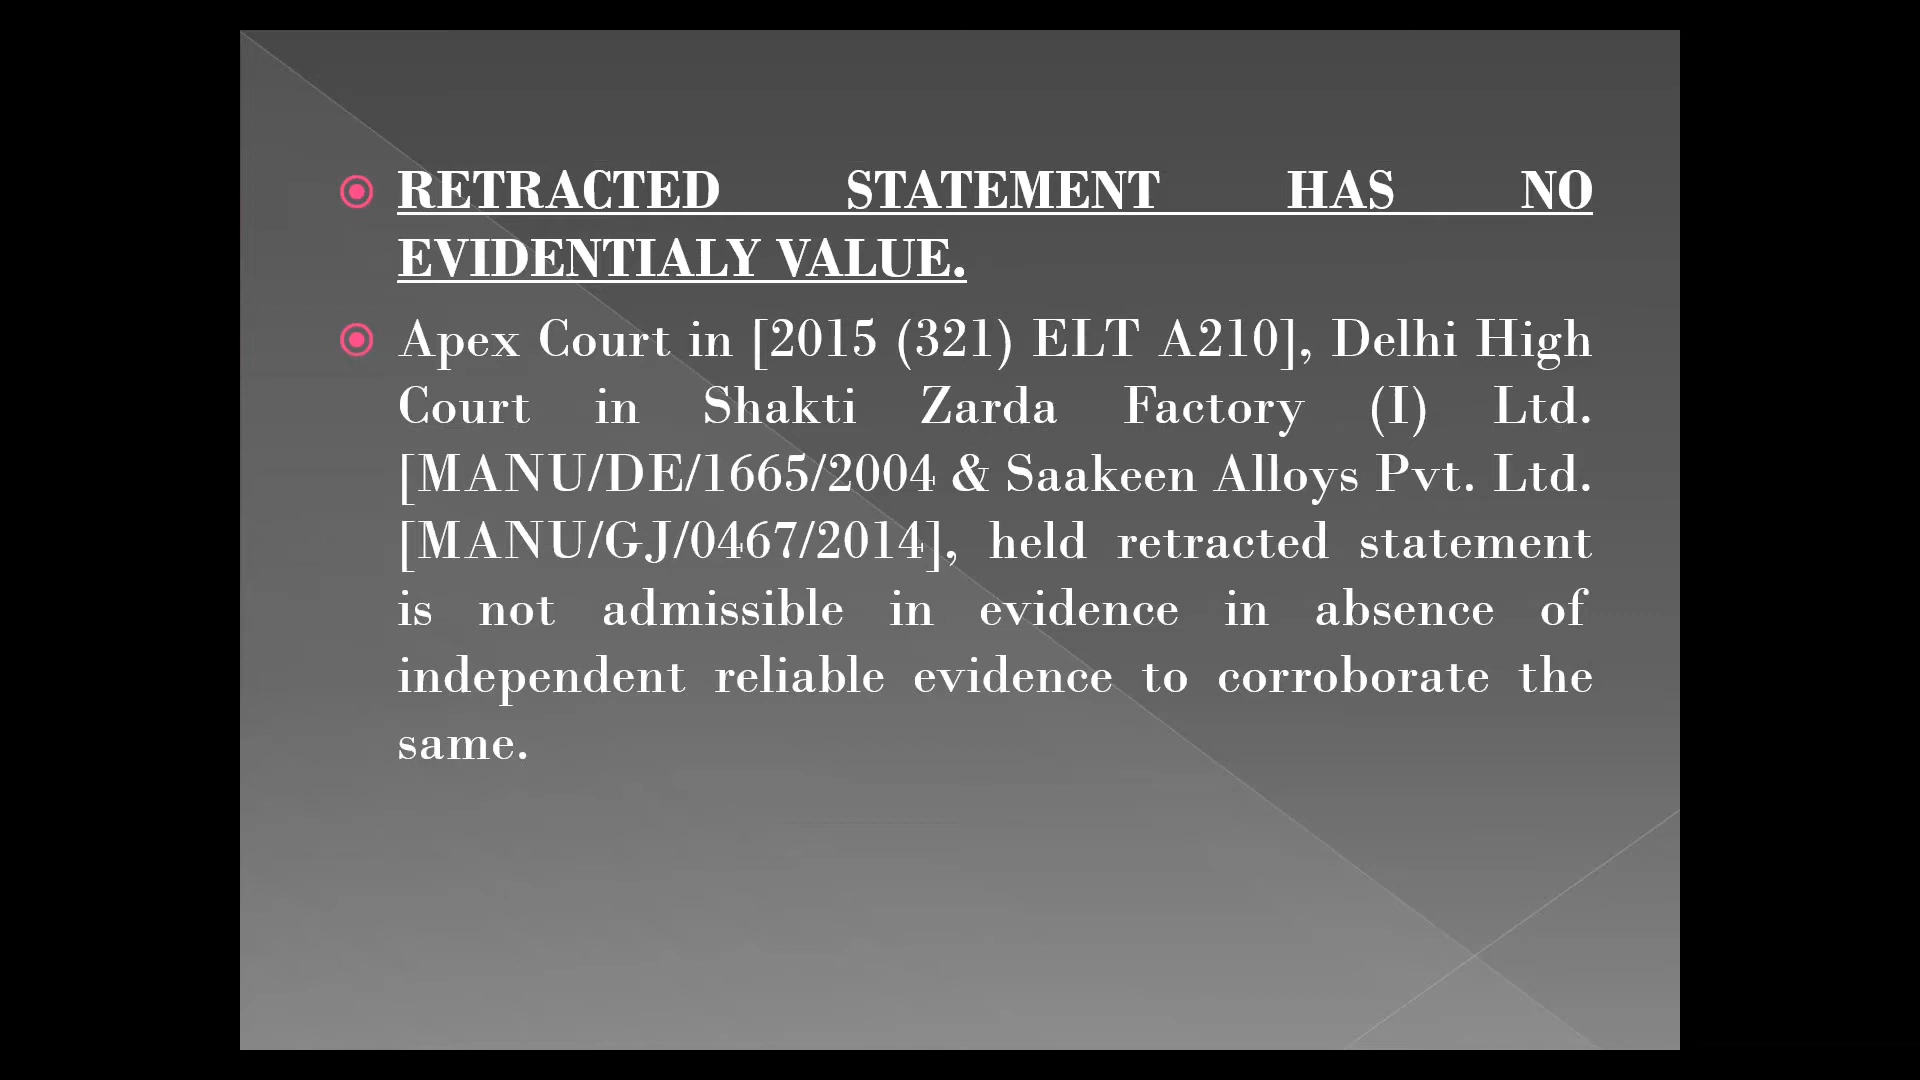 RETRACTED STATEMENT HAS NO
EVIDENTIALY VALUE.
Apex Court in [2015 (321) ELT A210], Delhi High
Court in Shakti Zarda Factory (I) Ltd.
[MANU/DE/1665/2004 & Saakeen Alloys Pvt. Ltd.
[MANU/GJ/0467/2014], held retracted statement
is not admissible in evidence in absence of
independent reliable evidence to corroborate the
same.